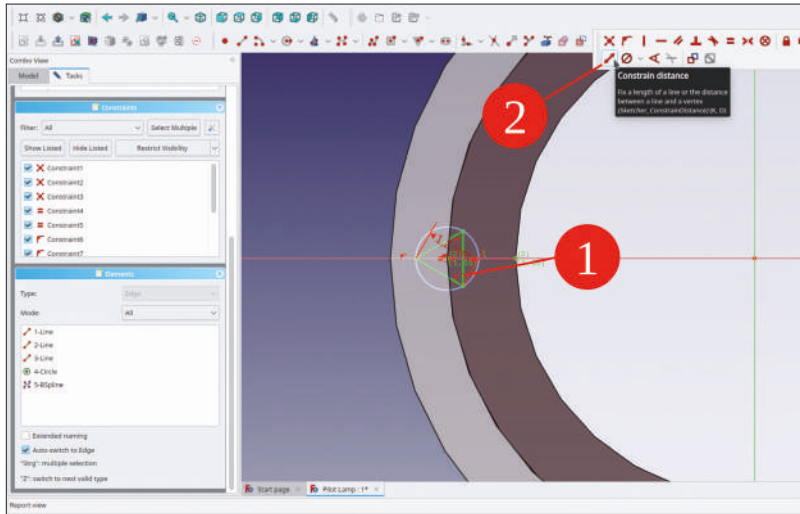 Combo View
Model
Tasks
Constraints
Filter:
All
Select Multiple
Show Listed
Hide Listed
Restrict Visibility
Constraint1
Constraint2
Constraint3
Constraint4
Constraint5
Constraint6
Constraint7
Elements
Type:
Edge
Mode:
All
1-Line
2-Line
3-Line
4-Circle
5-BSpline
Extended naming
Auto-switch to Edge
"Strg": multiple selection
"Z": switch to next valid type
Constrain distance
Fix a length of a line or the distance
between a line and a vertex
(Sketcher_ConstrainDistance) (K, D)
2
1
Start page
Pilot Lamp : 1*
Report view